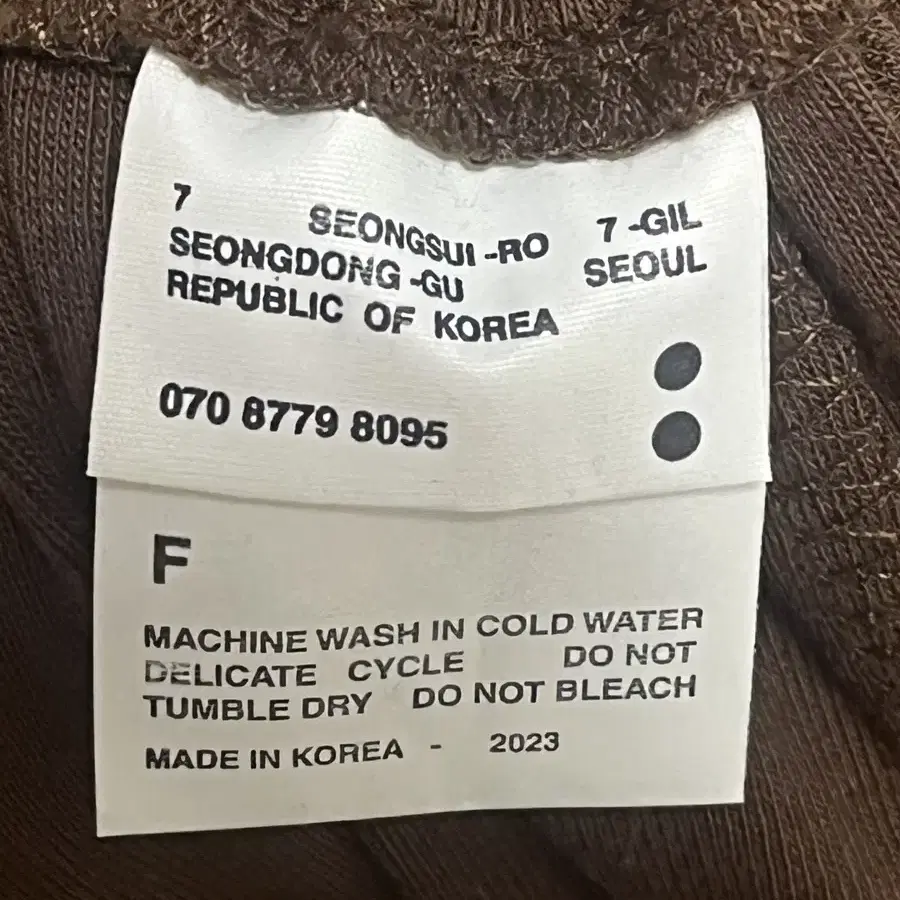 7 SEONGSUI -RO 7 -GIL
SEONGDONG -GU SEOUL
REPUBLIC OF KOREA
070 8779 8095
F
MACHINE WASH IN COLD WATER
DELICATE CYCLE DO NOT
TUMBLE DRY DO NOT BLEACH
MADE IN KOREA - 2023